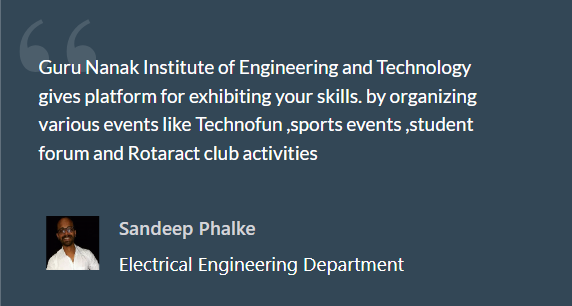 Guru Nanak Institute of Engineering and Technology
gives platform for exhibiting your skills. by organizing
various events like Technofun ,sports events ,student
forum and Rotaract club activities
Sandeep Phalke
Electrical Engineering Department